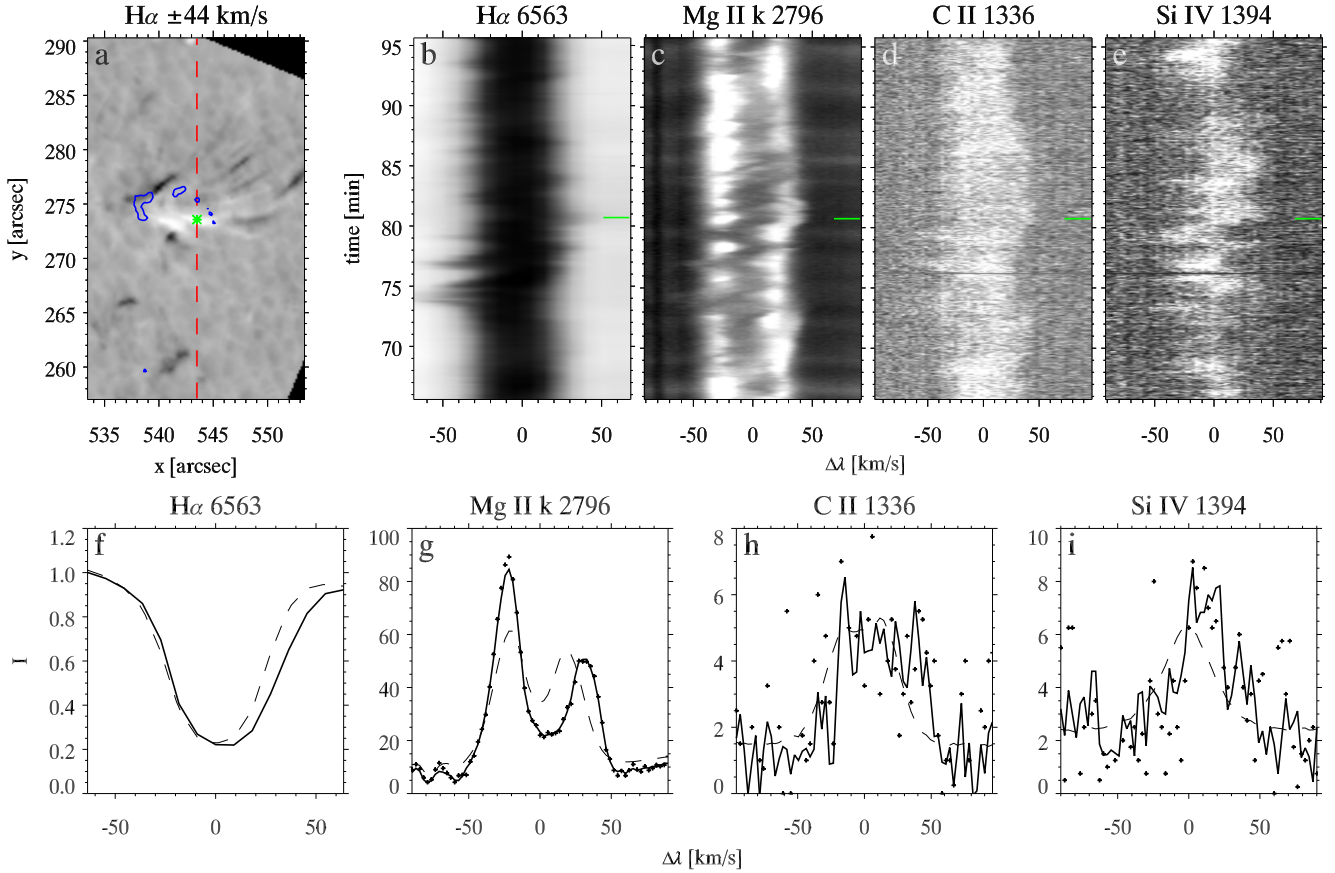 Hα ±44 km/s
Hα 6563
Mg II k 2796
C II 1336
Si IV 1394
a
b
c
d
e
290
285
280
275
270
265
260
y [arcsec]
535
540
545
550
x [arcsec]
95
90
85
80
75
70
time [min]
-50
0
50
-50
0
50
-50
0
50
-50
0
50
Δλ [km/s]
Hα 6563
Mg II k 2796
C II 1336
Si IV 1394
f
g
h
i
1.2
1.0
0.8
0.6
0.4
0.2
0.0
I
-50
0
50
100
80
60
40
20
0
-50
0
50
8
6
4
2
0
-50
0
50
10
8
6
4
2
0
-50
0
50
Δλ [km/s]